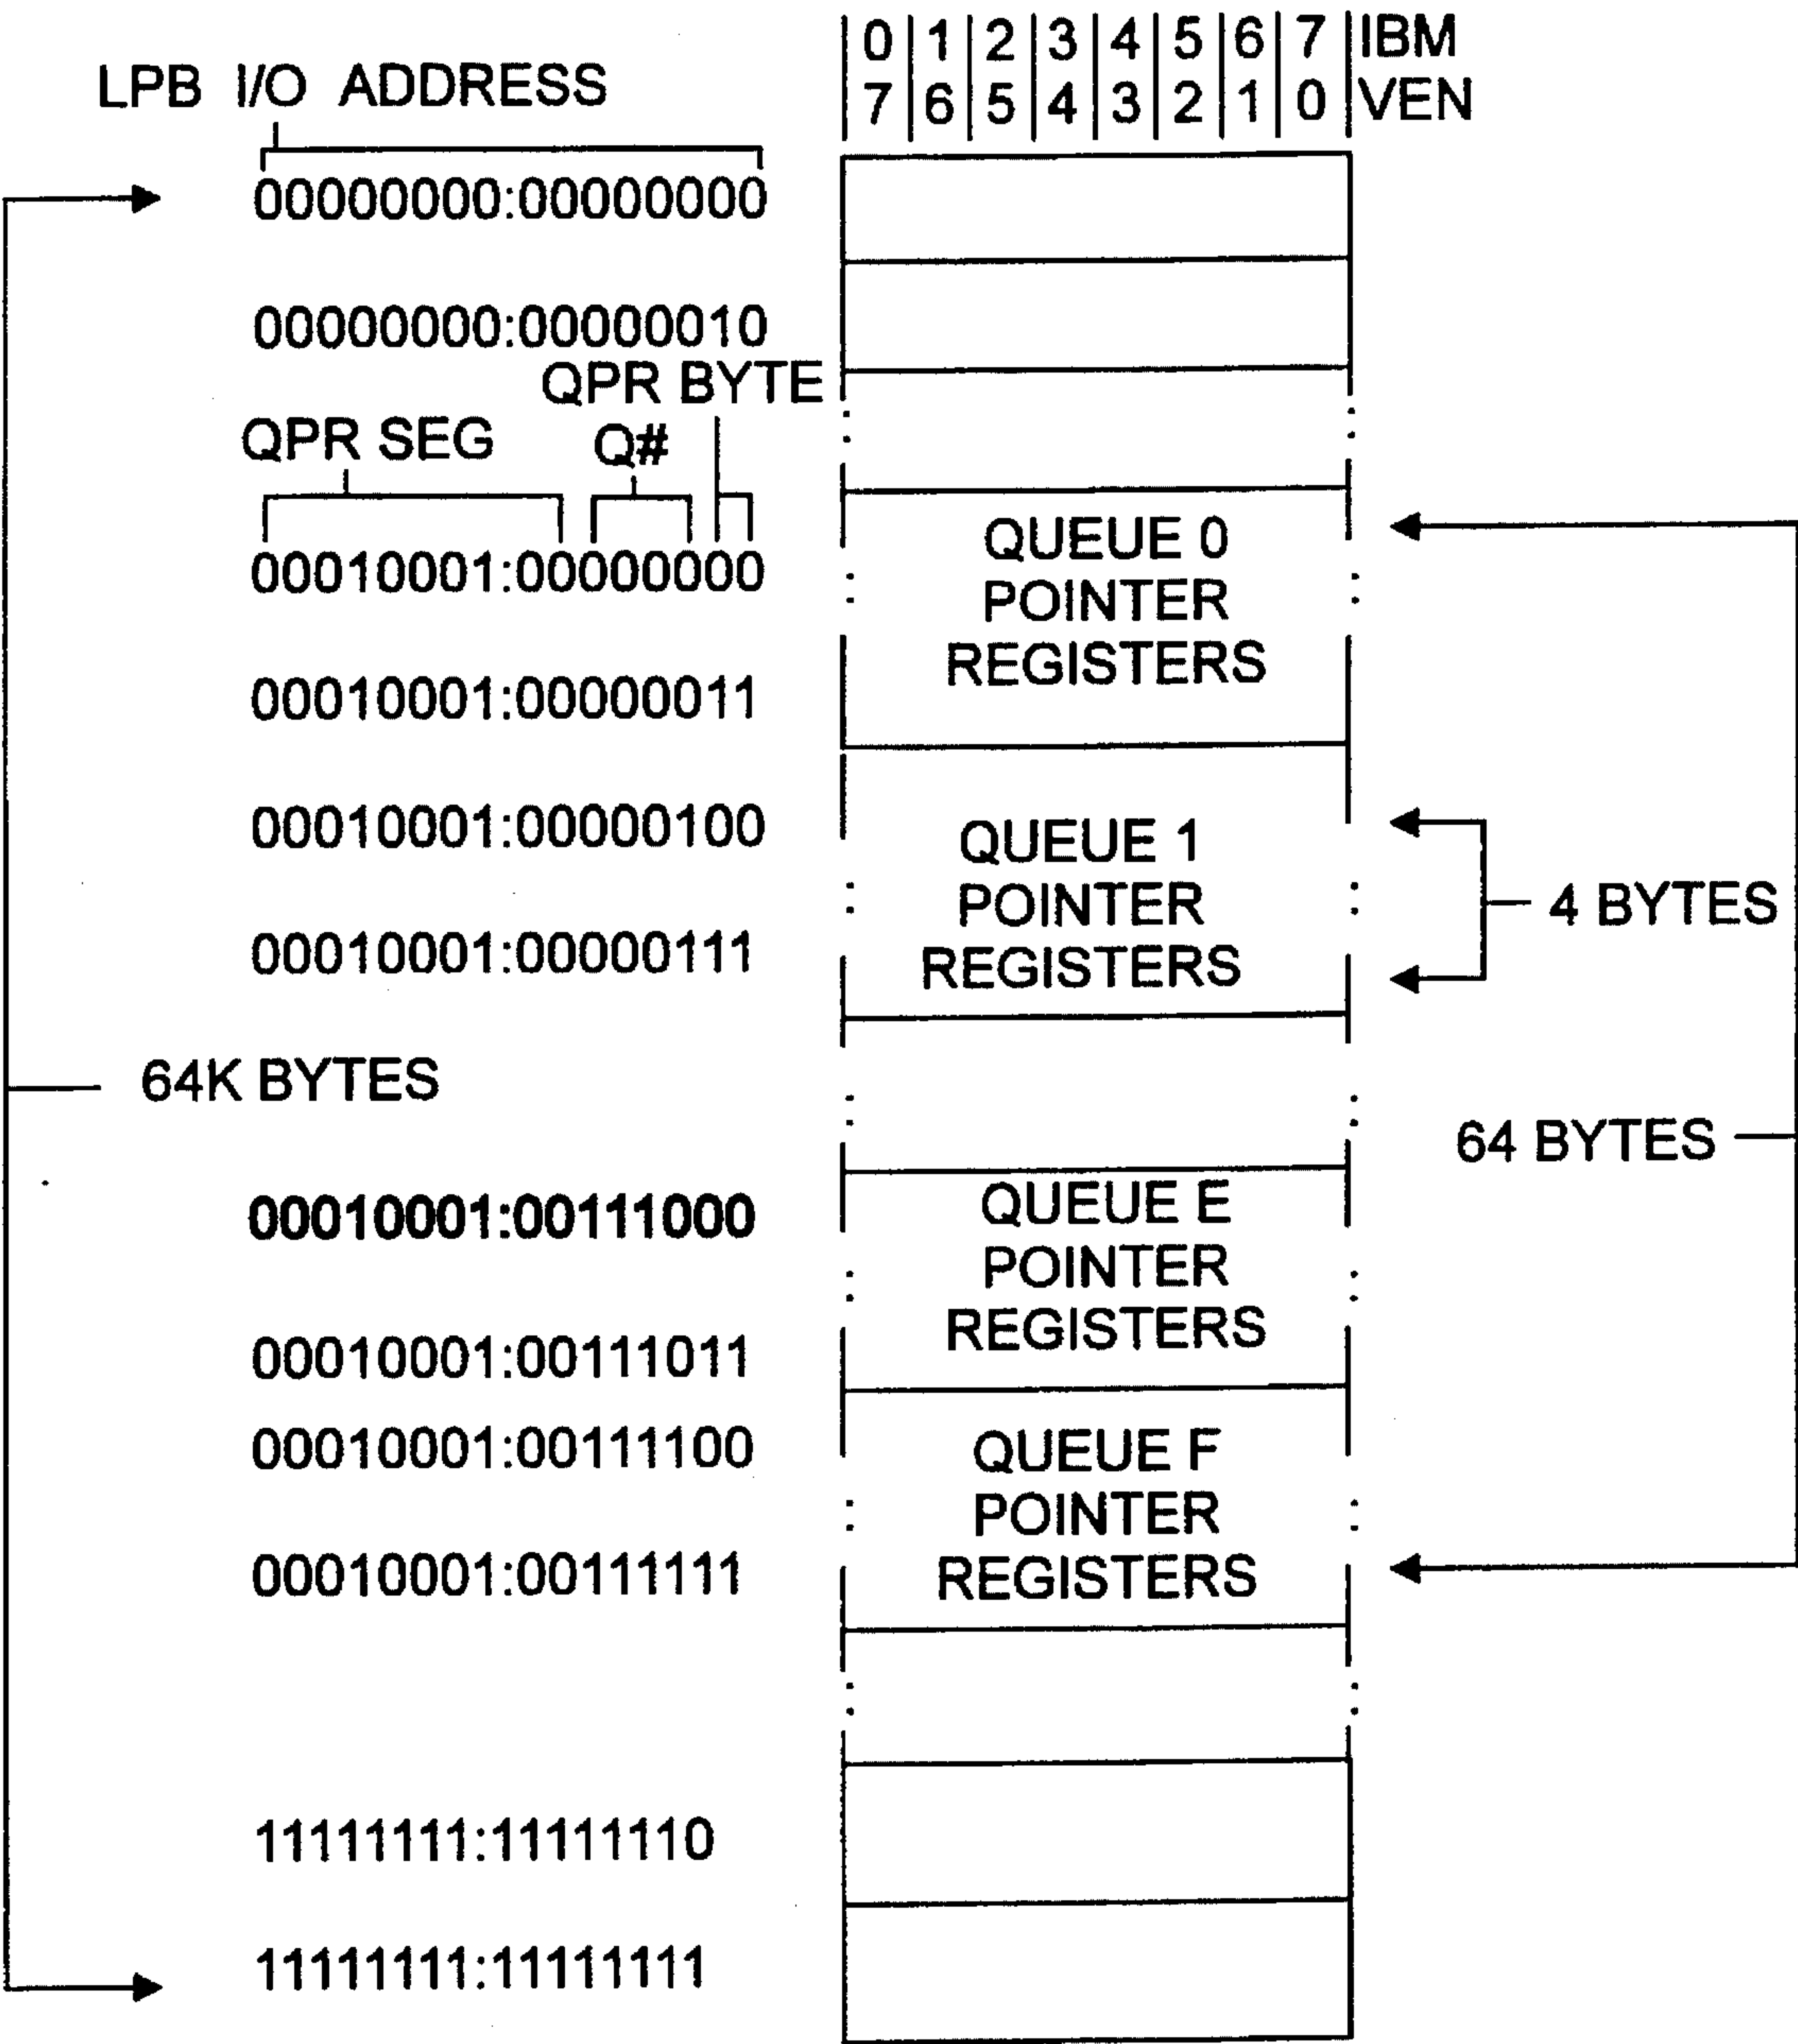 0 1 2 3 4 5 6 7 IBM
LPB I/O ADDRESS
7 6 5 4 3 2 1 0 VEN
00000000:00000000
00000000:00000010
QPR BYTE
QPR SEG Q#
00010001:00000000
QUEUE 0
POINTER
REGISTERS
00010001:00000011
00010001:00000100
QUEUE 1
POINTER
REGISTERS
4 BYTES
00010001:00000111
64K BYTES
64 BYTES
00010001:00111000
QUEUE E
POINTER
REGISTERS
00010001:00111011
00010001:00111100
QUEUE F
POINTER
REGISTERS
00010001:00111111
11111111:11111110
11111111:11111111